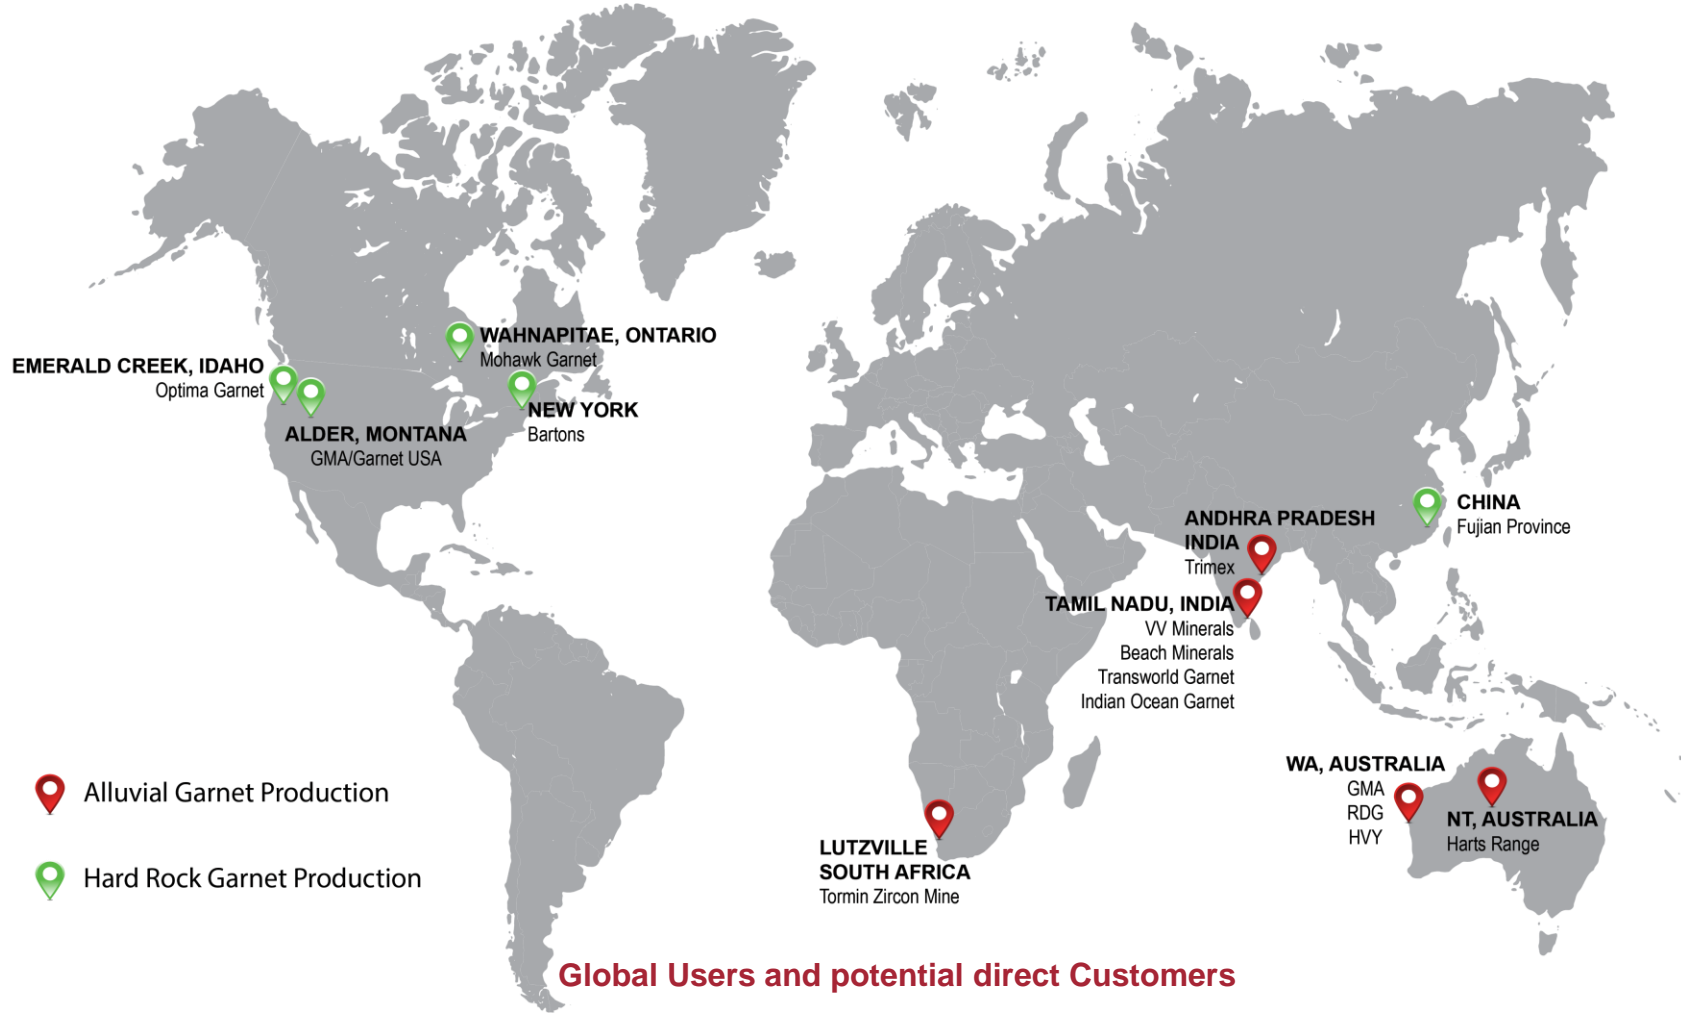 WAHNAPITAE, ONTARIO
Mohawk Garnet
EMERALD CREEK, IDAHO
Optima Garnet
NEW YORK
Bartons
ALDER, MONTANA
GMA/Garnet USA
CHINA
Fujian Province
ANDHRA PRADESH
INDIA
Trimex
TAMIL NADU, INDIA
VV Minerals
Beach Minerals
Transworld Garnet
Indian Ocean Garnet
WA, AUSTRALIA
GMA
RDG
HVY
NT, AUSTRALIA
Harts Range
LUTZVILLE
SOUTH AFRICA
Tormin Zircon Mine
Alluvial Garnet Production
Hard Rock Garnet Production
Global Users and potential direct Customers